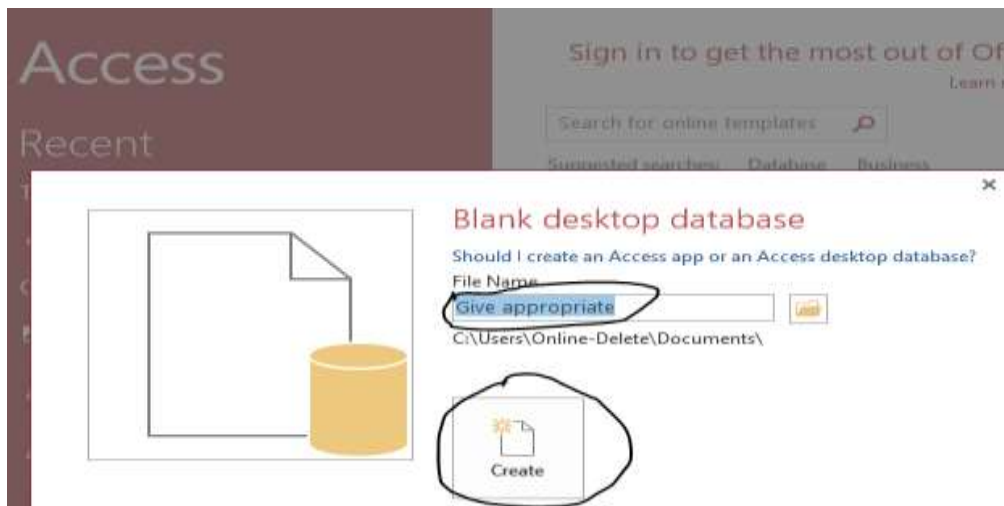 Access
Sign in to get the most out of Of
Learn
Search for online templates
Recent
Suggested searches: Database Business
Blank desktop database
Should I create an Access app or an Access desktop database?
File Name
Give appropriate
C:\Users\Online-Delete\Documents\
Create